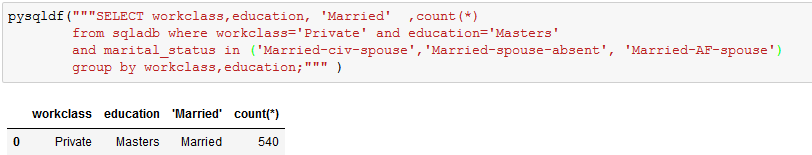 pysqldf("""SELECT workclass,education, 'Married'  ,count(*)
from sqladb where workclass='Private' and education='Masters'
and marital_status in ('Married-civ-spouse','Married-spouse-absent', 'Married-AF-spouse')
group by workclass,education;""" )
workclass education 'Married' count(*)
0 Private Masters Married 540